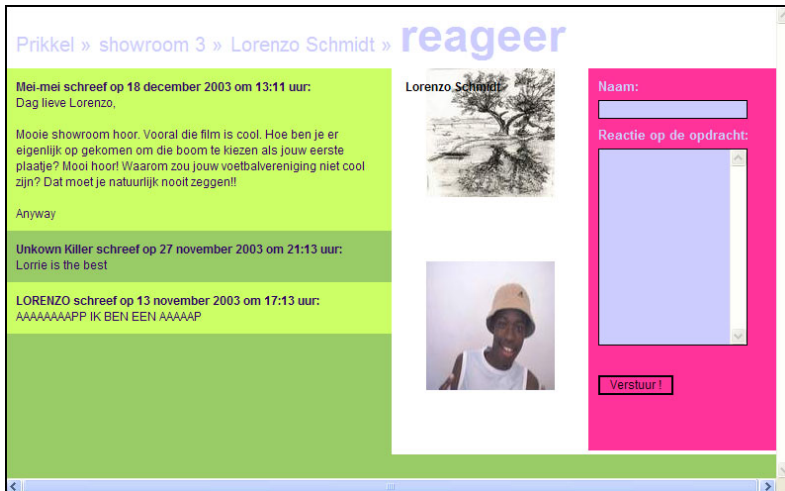 Prikkel » showroom 3 » Lorenzo Schmidt » reageer
Mei-mei schreef op 18 december 2003 om 13:11 uur:
Dag lieve Lorenzo,
Mooie showroom hoor. Vooral die film is cool. Hoe ben je er
eigenlijk op gekomen om die boom te kiezen als jouw eerste
plaatje? Mooi hoor! Waarom zou jouw voetbalvereniging niet cool
zijn? Dat moet je natuurlijk nooit zeggen!!
Anyway
Unkown Killer schreef op 27 november 2003 om 21:13 uur:
Lorrie is the best
LORENZO schreef op 13 november 2003 om 17:13 uur:
AAAAAAAAPP IK BEN EEN AAAAAP
Lorenzo Schmidt
Naam:
Reactie op de opdracht:
Verstuur !